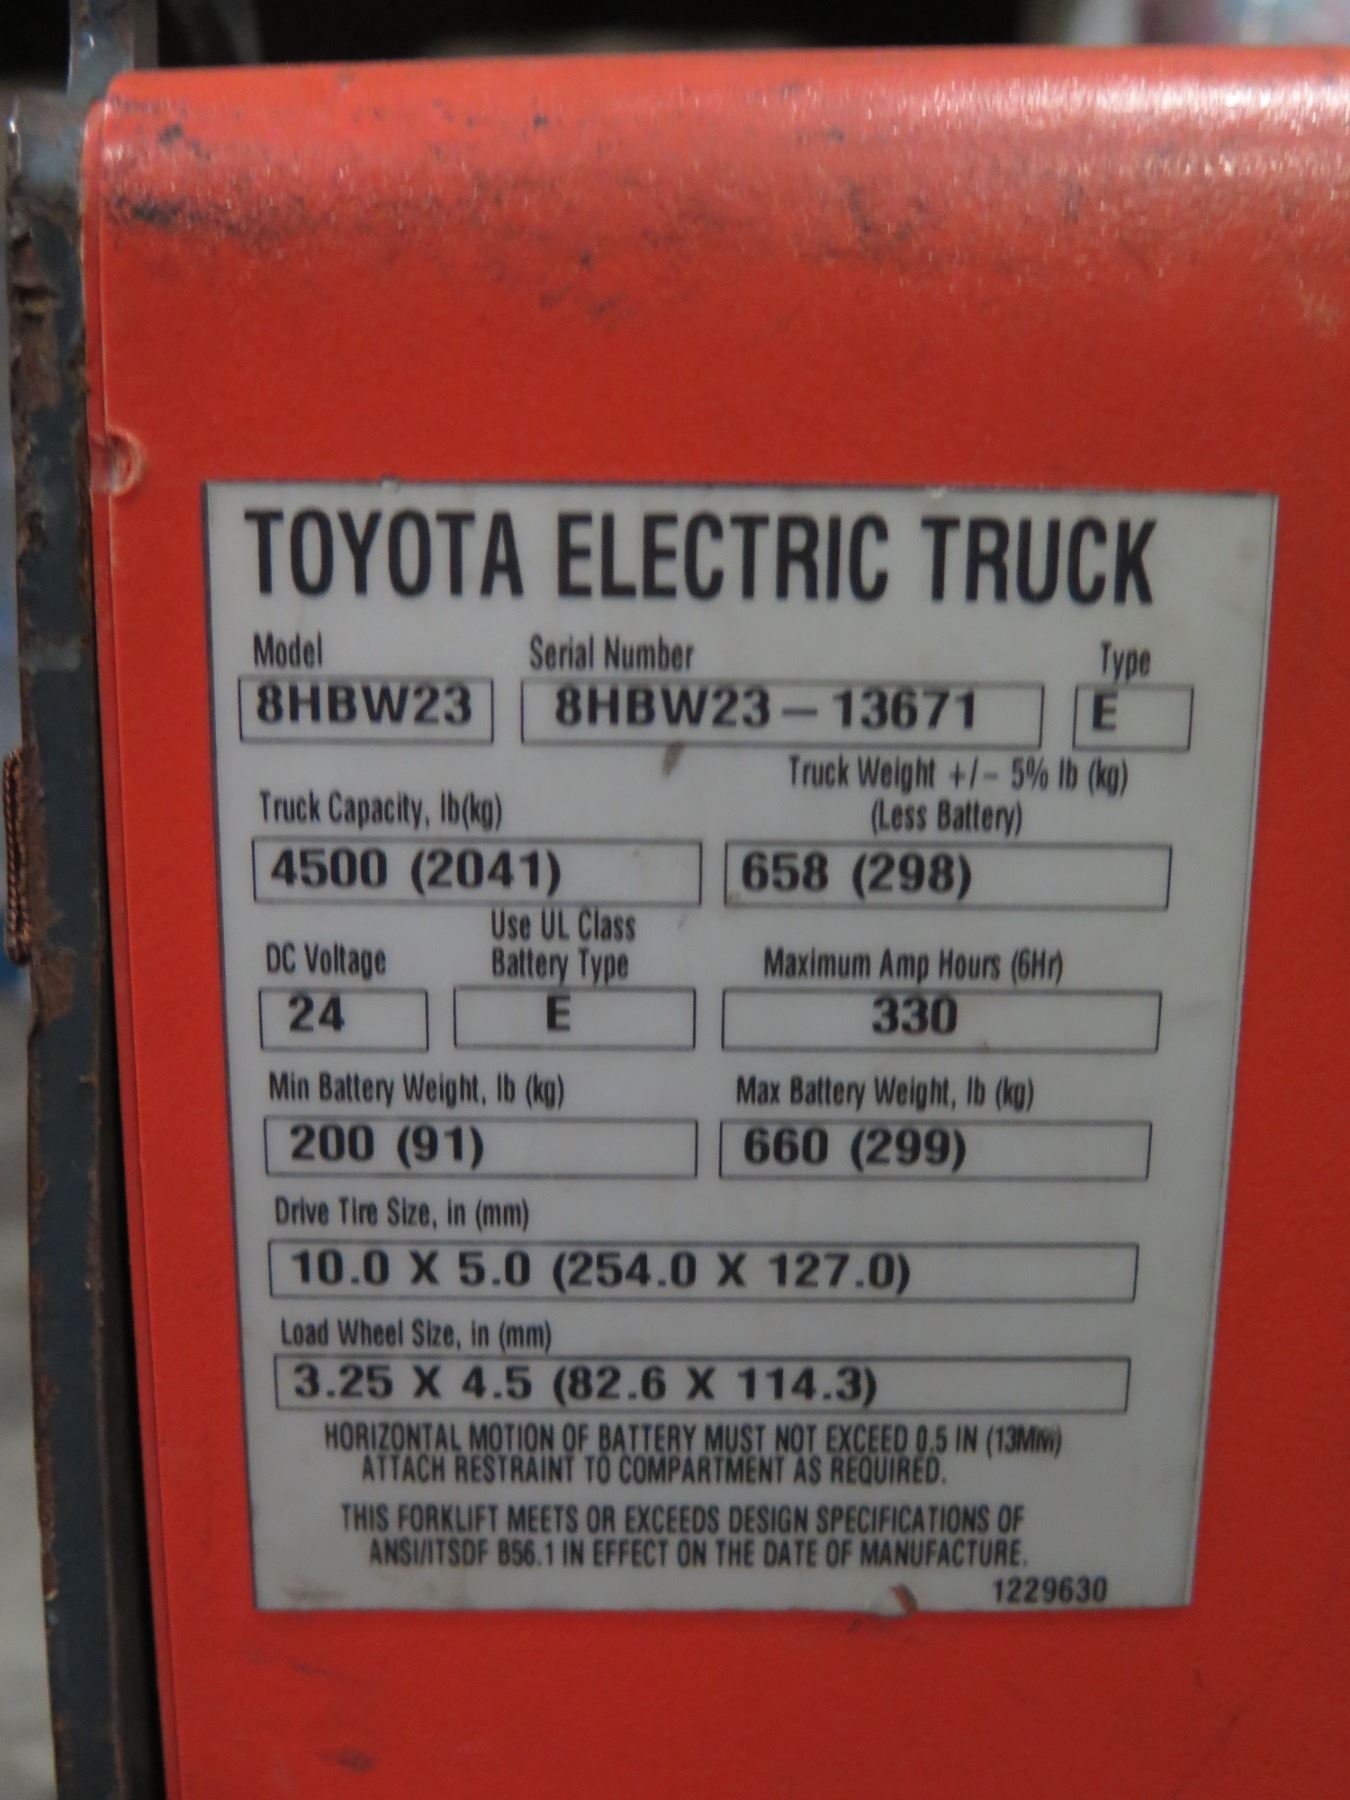 TOYOTA ELECTRIC TRUCK
Model Serial Number Type
8HBW23 8HBW23-13671 E
Truck Capacity, lb(kg) Truck Weight +/- 5% lb (kg)
(Less Battery)
4500 (2041) 658 (298)
DC Voltage Use UL Class
Battery Type Maximum Amp Hours (6Hr)
24 E 330
Min Battery Weight, lb (kg) Max Battery Weight, lb (kg)
200 (91) 660 (299)
Drive Tire Size, in (mm)
10.0 X 5.0 (254.0 X 127.0)
Load Wheel Size, in (mm)
3.25 X 4.5 (82.6 X 114.3)
HORIZONTAL MOTION OF BATTERY MUST NOT EXCEED 0.5 IN (13MM)
ATTACH RESTRAINT TO COMPARTMENT AS REQUIRED.
THIS FORKLIFT MEETS OR EXCEEDS DESIGN SPECIFICATIONS OF
ANSI/ITSDF B56.1 IN EFFECT ON THE DATE OF MANUFACTURE.
1229630